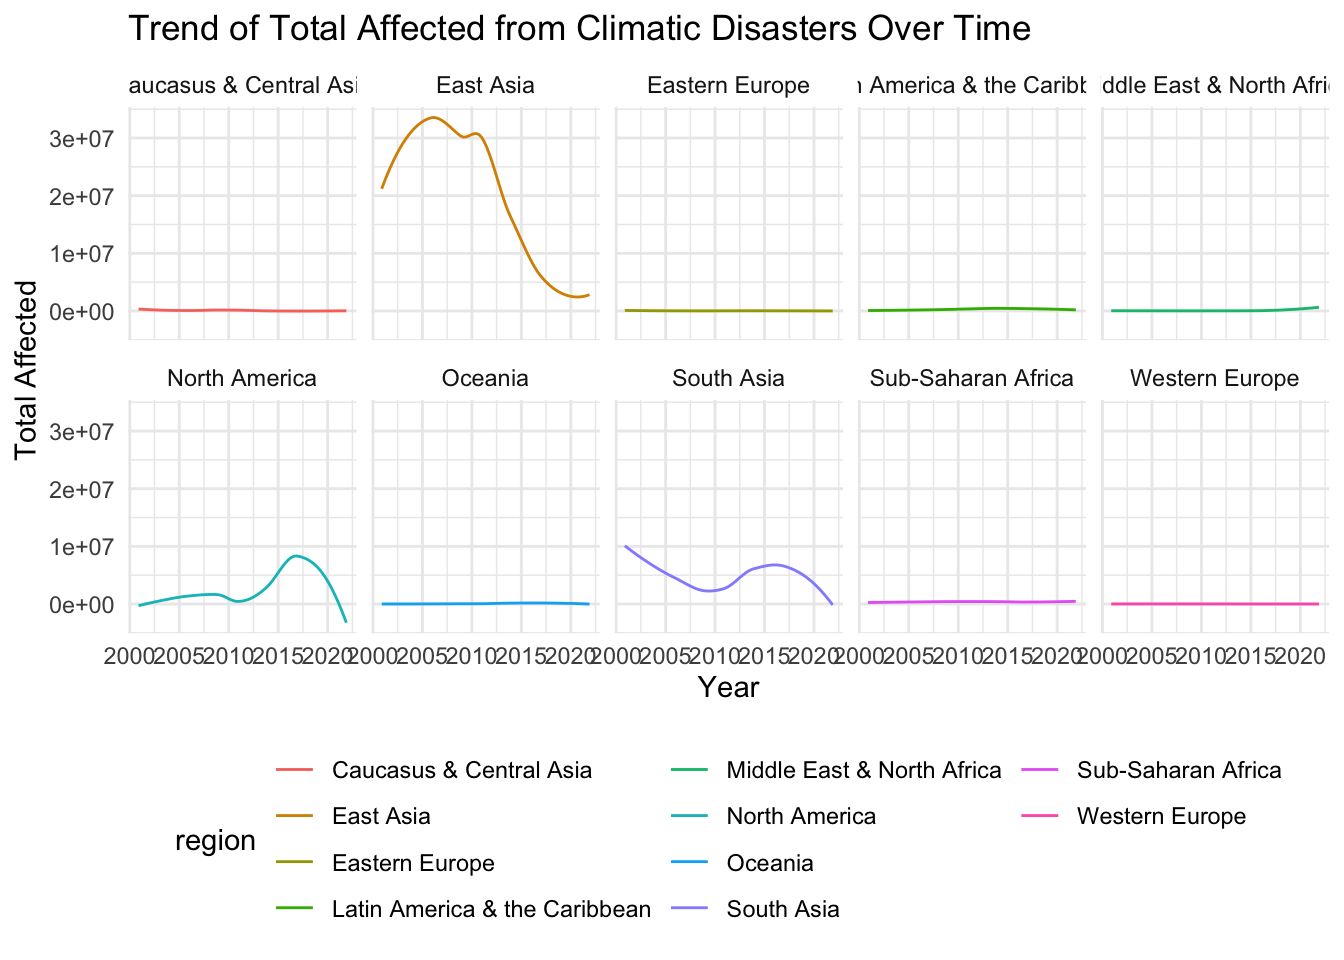 Trend of Total Affected from Climatic Disasters Over Time
aucasus & Central Asi East Asia Eastern Europe n America & the Caribb ddle East & North Afri
3e+07
2e+07
1e+07
0e+00
Total Affected
North America Oceania South Asia Sub-Saharan Africa Western Europe
3e+07
2e+07
1e+07
0e+00
2000 2005 2010 2015 2020 2000 2005 2010 2015 2020 2000 2005 2010 2015 2020 2000 2005 2010 2015 2020 2000 2005 2010 2015 2020
Year
region
Caucasus & Central Asia
East Asia
Eastern Europe
Latin America & the Caribbean
Middle East & North Africa
North America
Oceania
South Asia
Sub-Saharan Africa
Western Europe